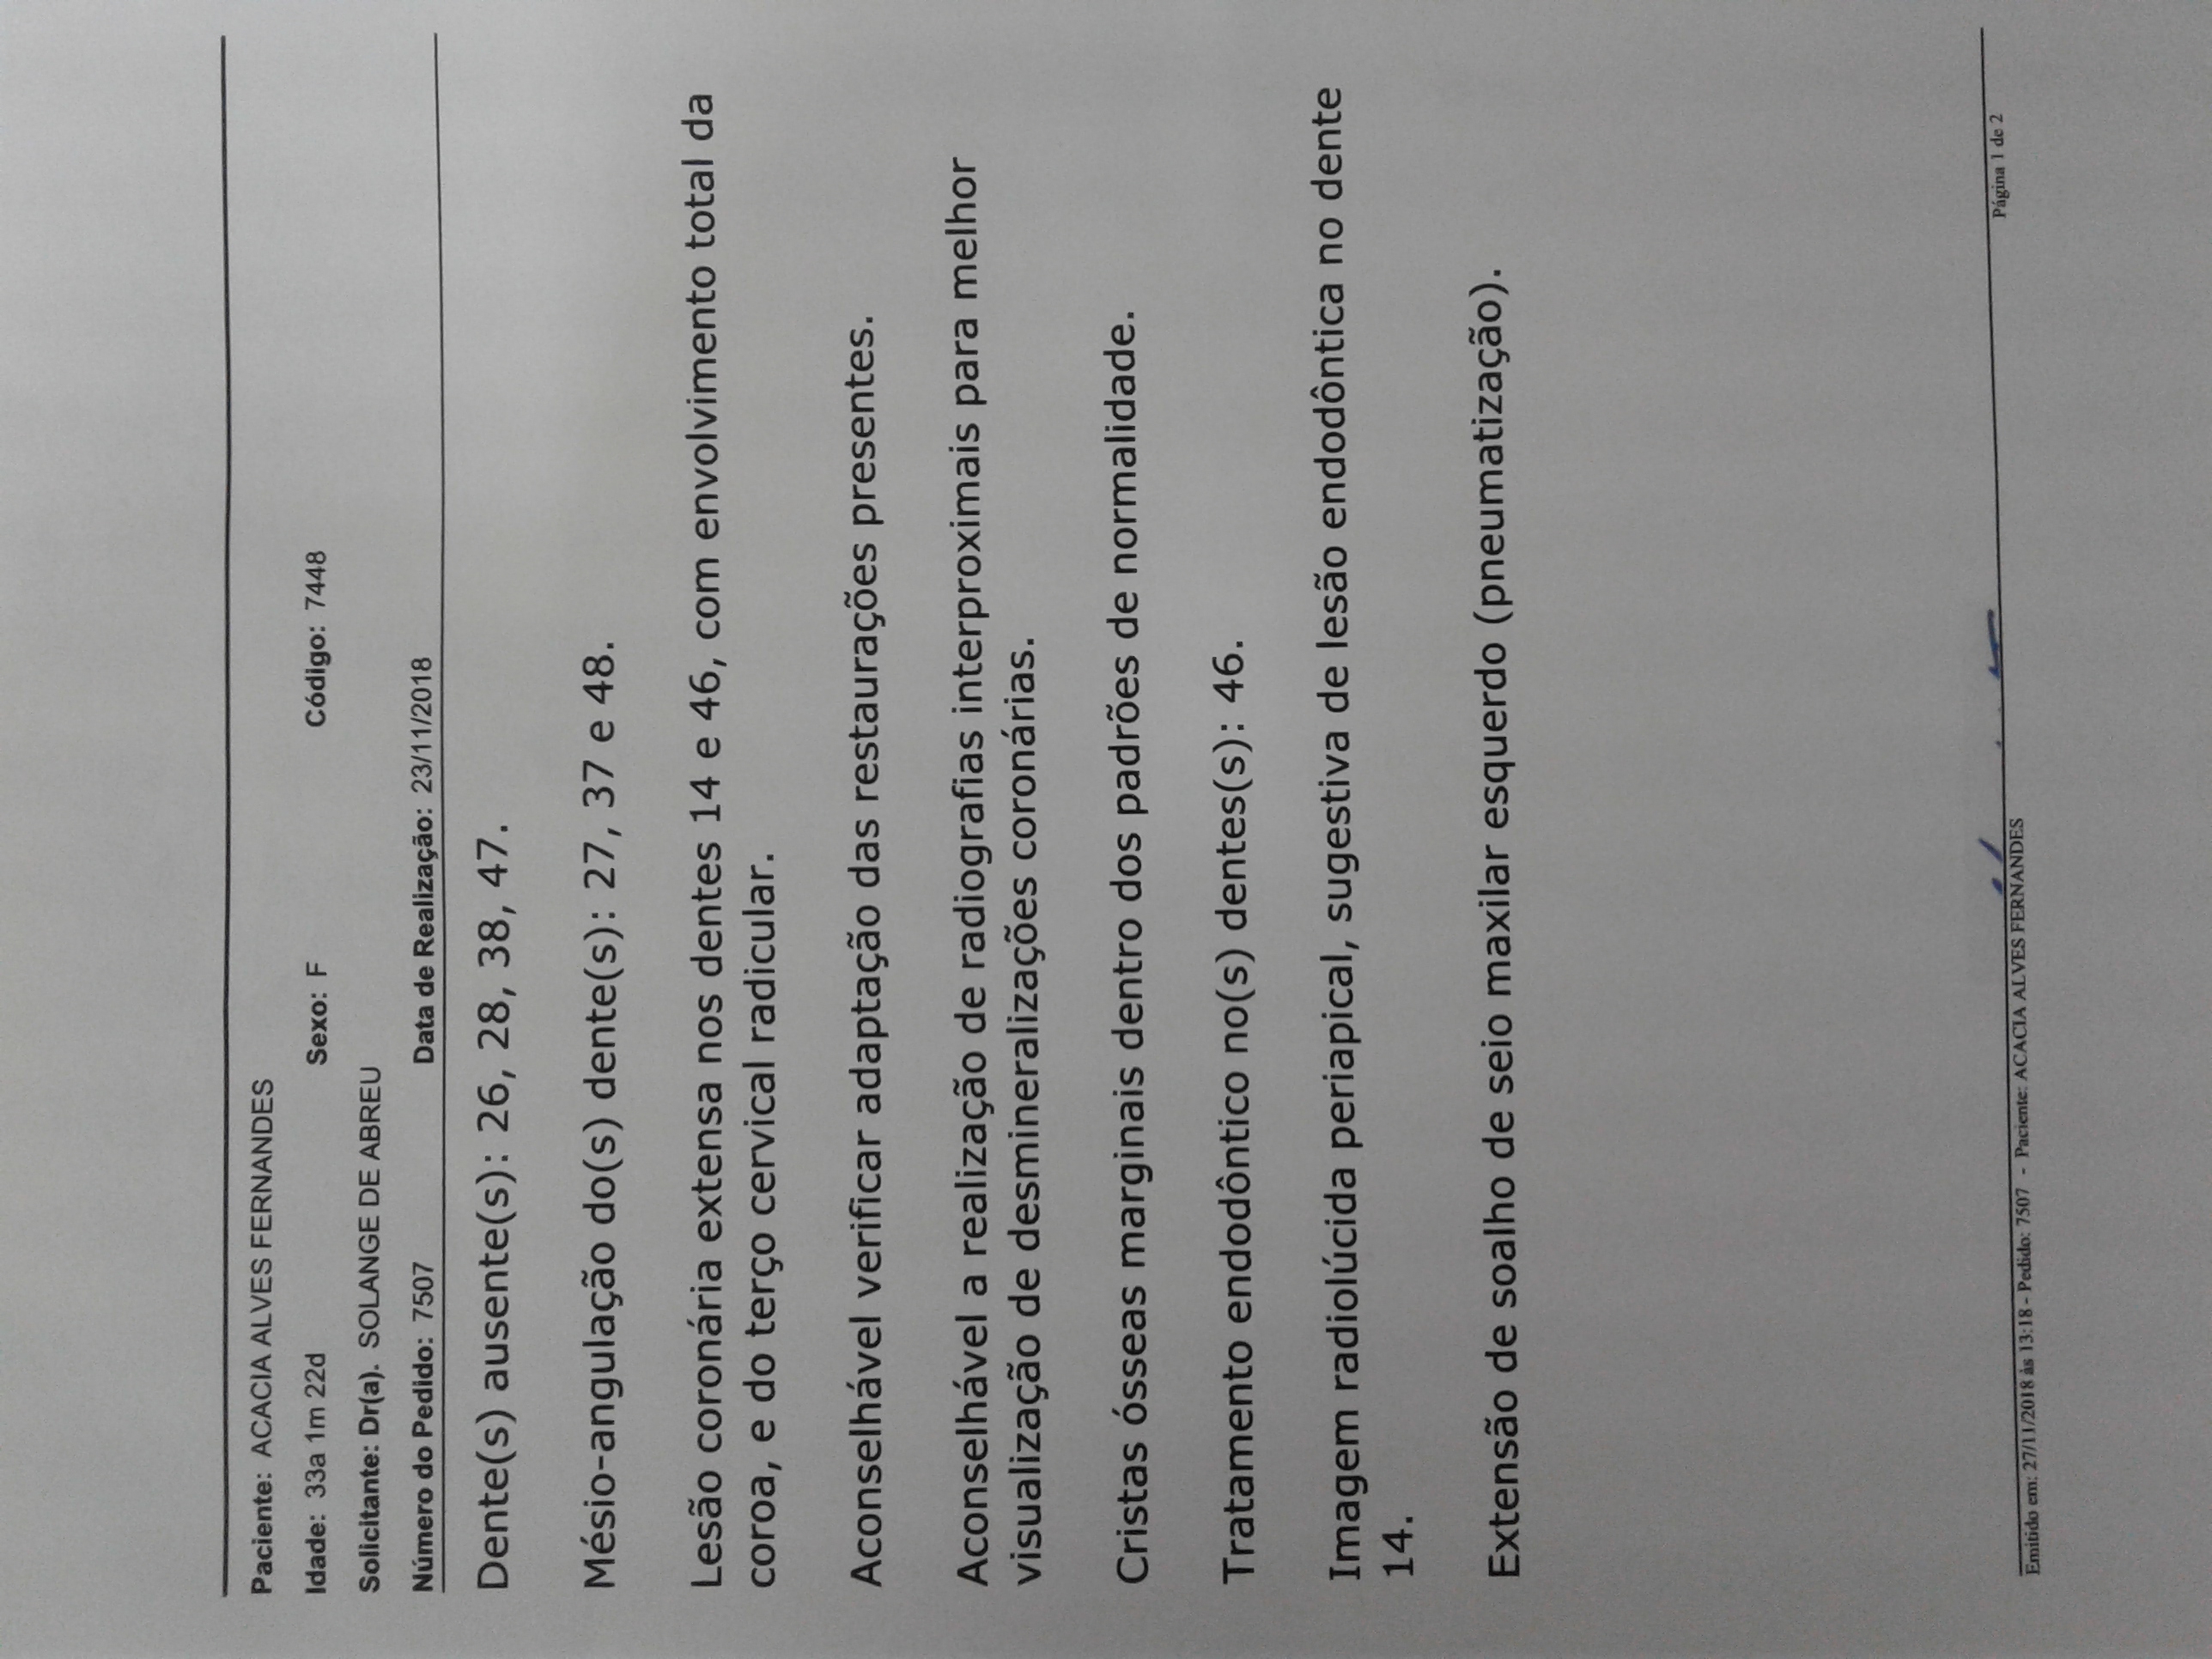 Paciente: ACACIA ALVES FERNANDES
Idade: 33a 1m 22d Sexo: F Código: 7448
Solicitante: Dr(a). SOLANGE DE ABREU
Número do Pedido: 7507 Data de Realização: 23/11/2018
Dente(s) ausente(s): 26, 28, 38, 47.
Mésio-angulação do(s) dente(s): 27, 37 e 48.
Lesão coronária extensa nos dentes 14 e 46, com envolvimento total da
coroa, e do terço cervical radicular.
Aconselhável verificar adaptação das restaurações presentes.
Aconselhável a realização de radiografias interproximais para melhor
visualização de desmineralizações coronárias.
Cristas ósseas marginais dentro dos padrões de normalidade.
Tratamento endodôntico no(s) dentes(s): 46.
Imagem radiolúcida periapical, sugestiva de lesão endodôntica no dente
14.
Extensão de soalho de seio maxilar esquerdo (pneumatização).
Emitido em: 27/11/2018 às 13:18 - Pedido: 7507 - Paciente: ACACIA ALVES FERNANDES Página 1 de 2